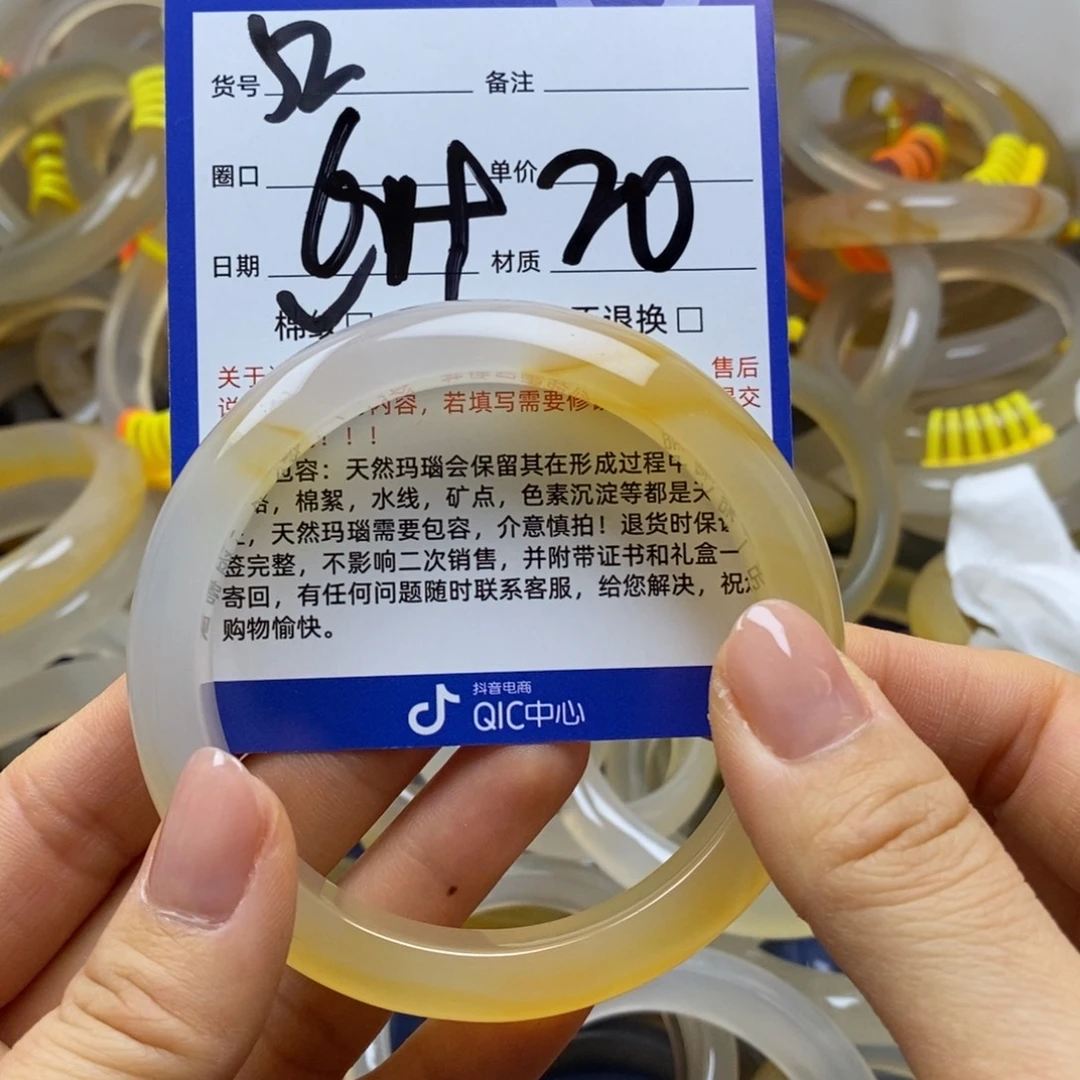 货号 52 备注
圈口 单价 20
日期 材质
退换 □
关于 售后
内容，若填写需要修 交
！！！
包容：天然玛瑙会保留其在形成过程中
，棉絮，水线，矿点，色素沉淀等都是天
，天然玛瑙需要包容，介意慎拍！退货时保
签完整，不影响二次销售，并附带证书和礼盒一
寄回，有任何问题随时联系客服，给您解决，祝
购物愉快。
抖音电商
QIC中心